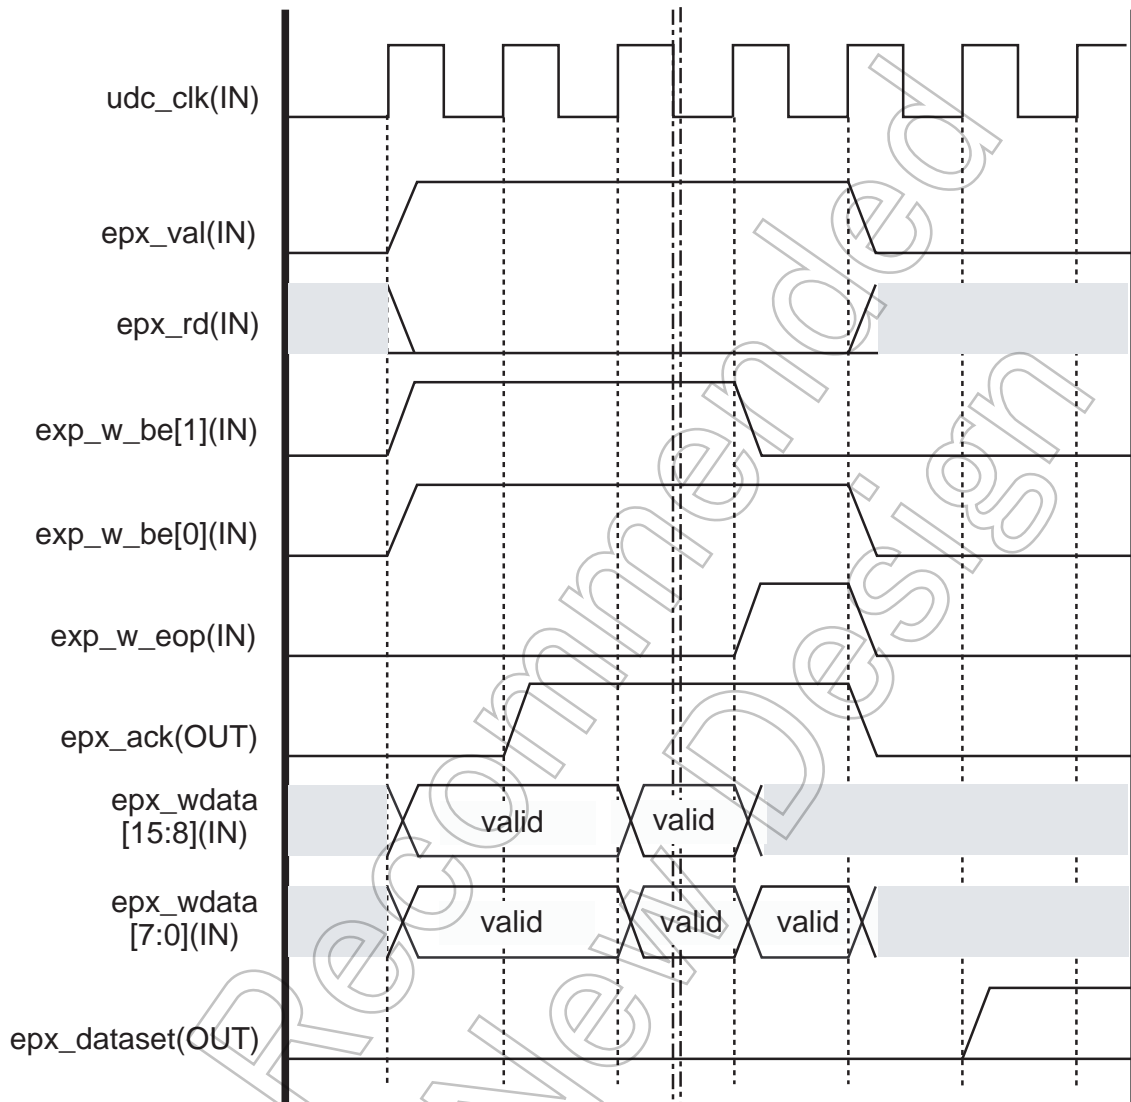 udc_clk(IN)
epx_val(IN)
epx_rd(IN)
exp_w_be[1](IN)
exp_w_be[0](IN)
exp_w_eop(IN)
epx_ack(OUT)
epx_wdata
[15:8](IN)
valid valid
epx_wdata
[7:0](IN)
valid valid valid
epx_dataset(OUT)
Recommended
New Design